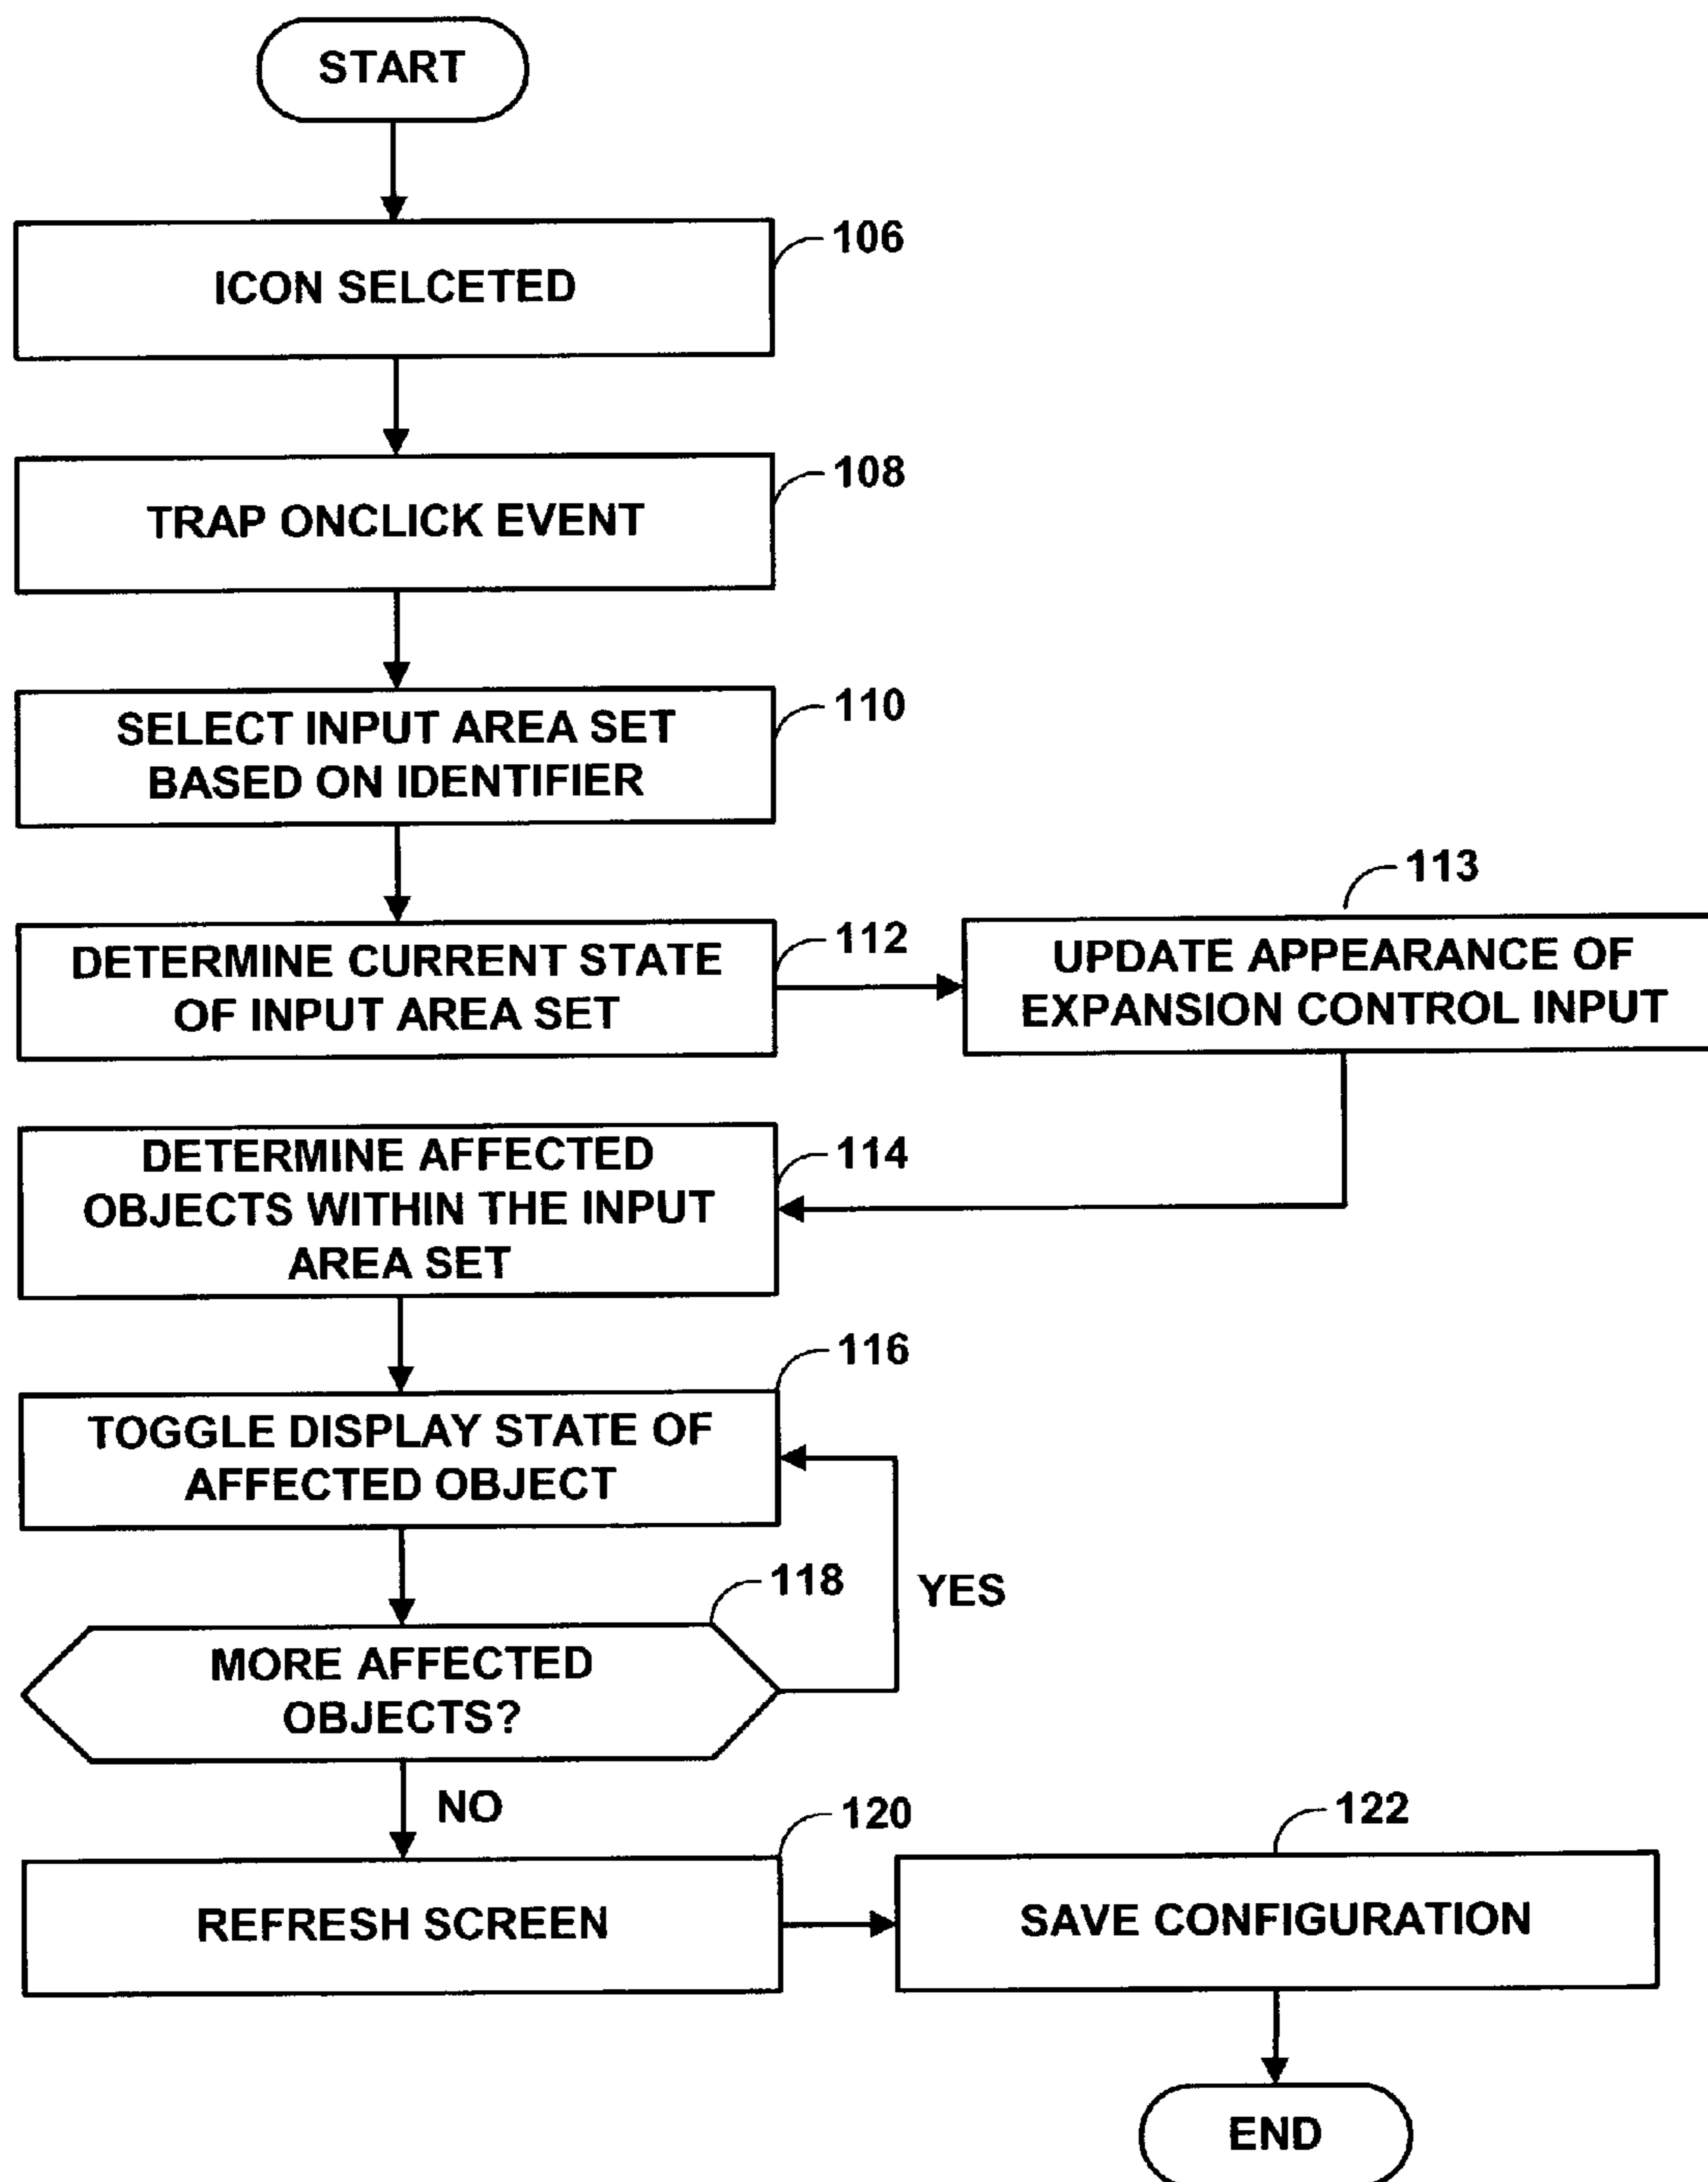 START
106
ICON SELCETED
108
TRAP ONCLICK EVENT
110
SELECT INPUT AREA SET
BASED ON IDENTIFIER
112
DETERMINE CURRENT STATE
OF INPUT AREA SET
113
UPDATE APPEARANCE OF
EXPANSION CONTROL INPUT
114
DETERMINE AFFECTED
OBJECTS WITHIN THE INPUT
AREA SET
116
TOGGLE DISPLAY STATE OF
AFFECTED OBJECT
118
YES
MORE AFFECTED
OBJECTS?
NO
120
REFRESH SCREEN
122
SAVE CONFIGURATION
END